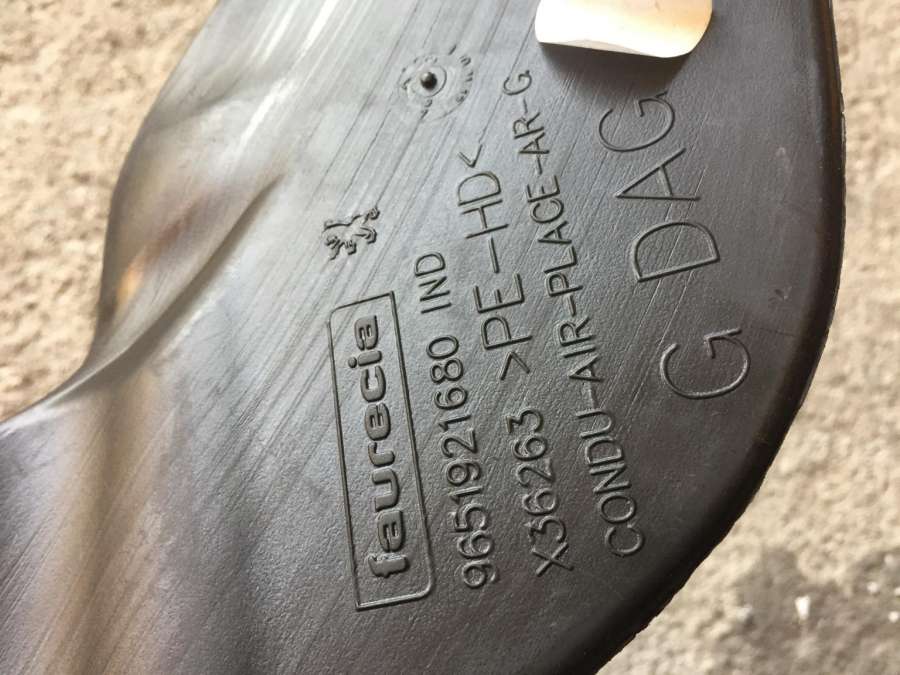 faurecia
9651921680 IND
X36263 >PE-HD<
CONDU-AIR-PLACE-AR-G
G DAG